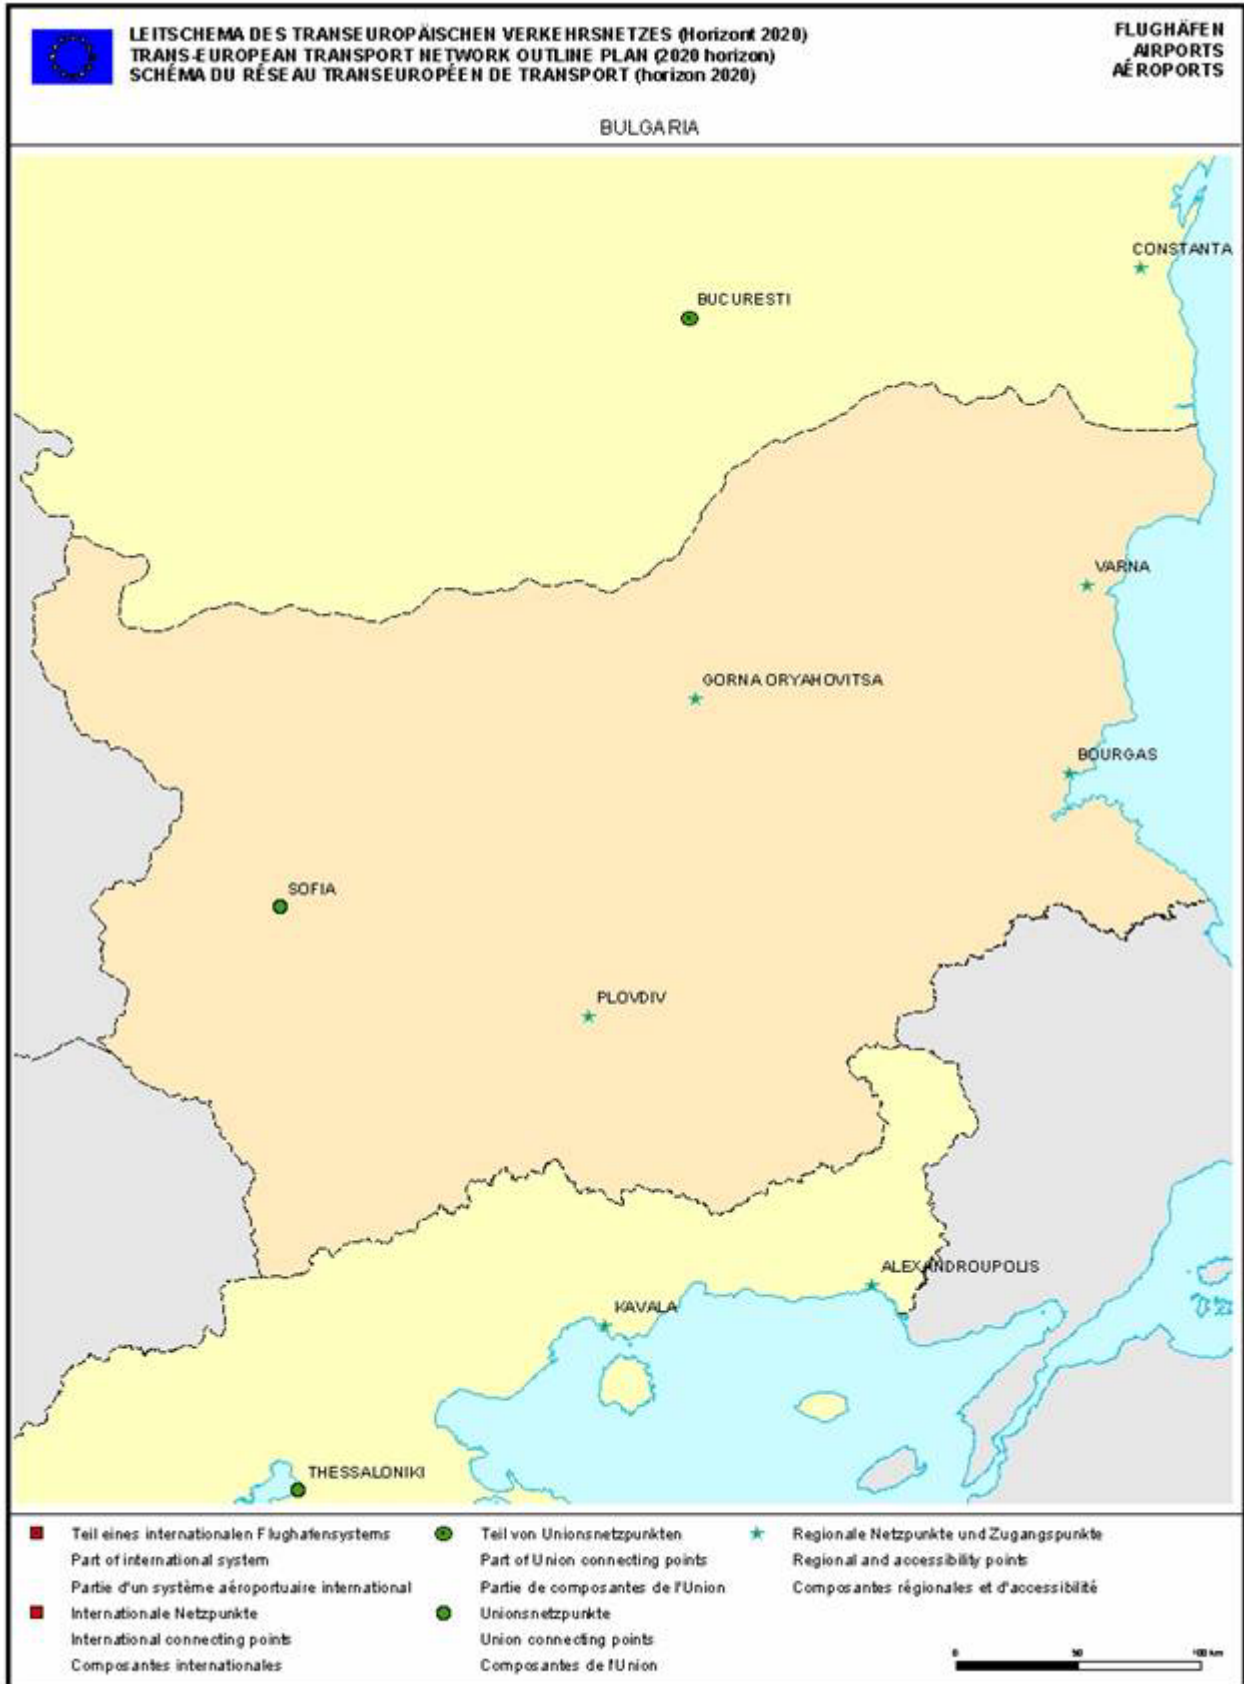 LEITSCHEMA DES TRANSEUROPÄISCHEN VERKEHRSNETZES (Horizont 2020)
TRANS-EUROPEAN TRANSPORT NETWORK OUTLINE PLAN (2020 horizon)
SCHÉMA DU RÉSEAU TRANSEUROPÉEN DE TRANSPORT (horizon 2020)
FLUGHÄFEN
AIRPORTS
AÉROPORTS
BULGARIA
CONSTANTA
BUCURESTI
VARNA
GORNA ORYAHOVITSA
BOURGAS
SOFIA
PLOVDIV
ALEXANDROUPOLIS
KAVALA
THESSALONIKI
Teil eines internationalen Flughafensystems
Part of international system
Partie d'un système aéroportuaire international
Internationale Netzpunkte
International connecting points
Composantes internationales
Teil von Unionsnetzpunkten
Part of Union connecting points
Partie de composantes de l'Union
Unionsnetzpunkte
Union connecting points
Composantes de l'Union
Regionale Netzpunkte und Zugangspunkte
Regional and accessibility points
Composantes régionales et d'accessibilité
0 50 100 km